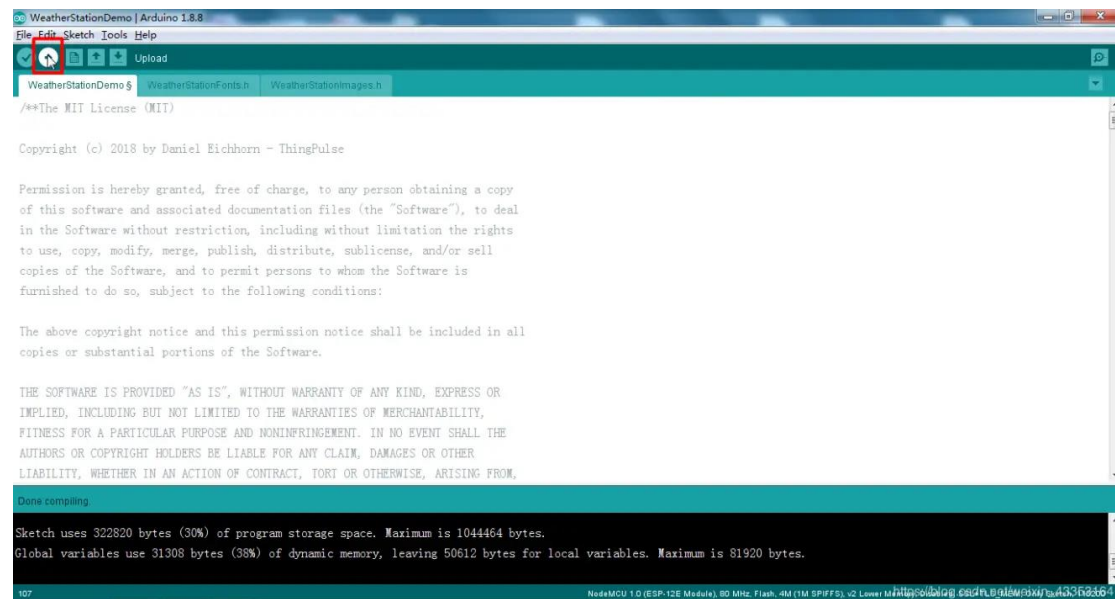 WeatherStationDemo | Arduino 1.8.8
File Edit Sketch Tools Help
Upload
WeatherStationDemo § WeatherStationFonts.h WeatherStationImages.h
/**The MIT License (MIT)
Copyright (c) 2018 by Daniel Eichhorn - ThingPulse
Permission is hereby granted, free of charge, to any person obtaining a copy
of this software and associated documentation files (the "Software"), to deal
in the Software without restriction, including without limitation the rights
to use, copy, modify, merge, publish, distribute, sublicense, and/or sell
copies of the Software, and to permit persons to whom the Software is
furnished to do so, subject to the following conditions:
The above copyright notice and this permission notice shall be included in all
copies or substantial portions of the Software.
THE SOFTWARE IS PROVIDED "AS IS", WITHOUT WARRANTY OF ANY KIND, EXPRESS OR
IMPLIED, INCLUDING BUT NOT LIMITED TO THE WARRANTIES OF MERCHANTABILITY,
FITNESS FOR A PARTICULAR PURPOSE AND NONINFRINGEMENT. IN NO EVENT SHALL THE
AUTHORS OR COPYRIGHT HOLDERS BE LIABLE FOR ANY CLAIM, DAMAGES OR OTHER
LIABILITY, WHETHER IN AN ACTION OF CONTRACT, TORT OR OTHERWISE, ARISING FROM,
Done compiling.
Sketch uses 322820 bytes (30%) of program storage space. Maximum is 1044464 bytes.
Global variables use 31308 bytes (38%) of dynamic memory, leaving 50612 bytes for local variables. Maximum is 81920 bytes.
107 NodeMCU 1.0 (ESP-12E Module), 80 MHz, Flash, 4M (1M SPIFFS), v2 Lower